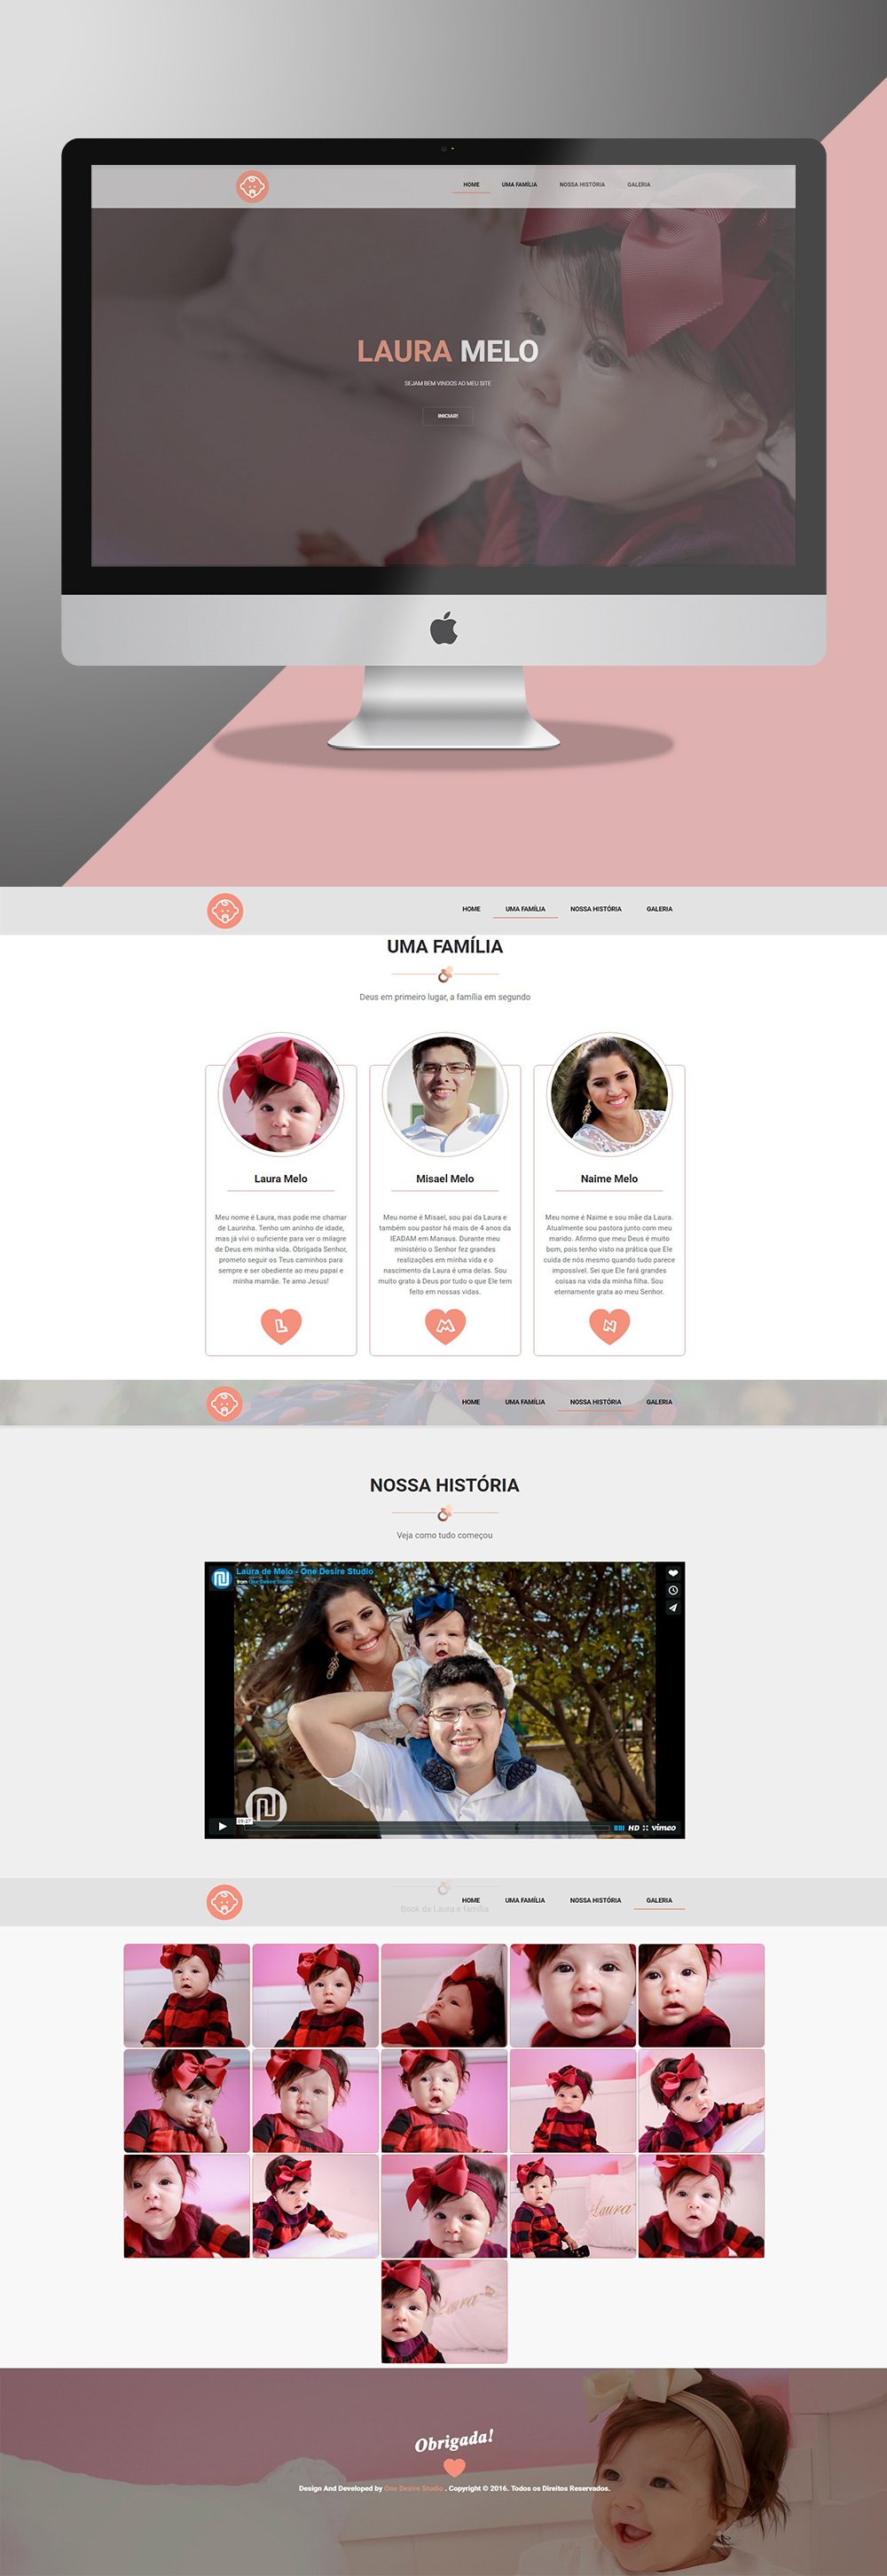 HOME UMA FAMÍLIA NOSSA HISTÓRIA GALERIA
LAURA MELO
SEJAM BEM VINDOS AO MEU SITE
INICIAR!
HOME UMA FAMÍLIA NOSSA HISTÓRIA GALERIA
UMA FAMÍLIA
Deus em primeiro lugar, a família em segundo
Laura Melo
Meu nome é Laura, mas pode me chamar
de Laurinha. Tenho um aninho de idade,
mas já vivi o suficiente para ver o milagre
de Deus em minha vida. Obrigada Senhor,
prometo seguir os Teus caminhos para
sempre e ser obediente ao meu papai e
minha mamãe. Te amo Jesus!
L
Misael Melo
Meu nome é Misael, sou pai da Laura e
também sou pastor há mais de 4 anos da
IEADAM em Manaus. Durante meu
ministério o Senhor fez grandes
realizações em minha vida e o
nascimento da Laura é uma delas. Sou
muito grato à Deus por tudo o que Ele tem
feito em nossas vidas.
M
Naime Melo
Meu nome é Naime e sou mãe da Laura.
Atualmente sou pastora junto com meu
marido. Afirmo que meu Deus é muito
bom, pois tenho visto na prática que Ele
cuida de nós mesmo quando tudo parece
impossível. Sei que Ele fará grandes
coisas na vida da minha filha. Sou
eternamente grata ao meu Senhor.
N
HOME UMA FAMÍLIA NOSSA HISTÓRIA GALERIA
NOSSA HISTÓRIA
Veja como tudo começou
Laura de Melo - One Desire Studio
from One Desire Studio
09:27
HD vimeo
HOME UMA FAMÍLIA NOSSA HISTÓRIA GALERIA
Book da Laura e família
Laura
Laura
Obrigada!
Design And Developed by One Desire Studio . Copyright © 2016. Todos os Direitos Reservados.